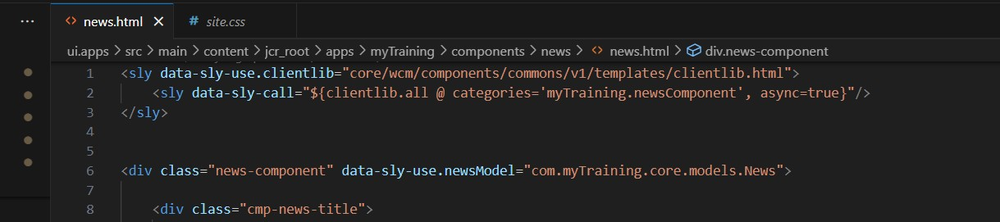 ··· news.html × # site.css
ui.apps > src > main > content > jcr_root > apps > myTraining > components > news > news.html > div.news-component
1 <sly data-sly-use.clientlib="core/wcm/components/commons/v1/templates/clientlib.html">
2 <sly data-sly-call="${clientlib.all @ categories='myTraining.newsComponent', async=true}"/>
3 </sly>
4
5
6 <div class="news-component" data-sly-use.newsModel="com.myTraining.core.models.News">
7
8 <div class="cmp-news-title">